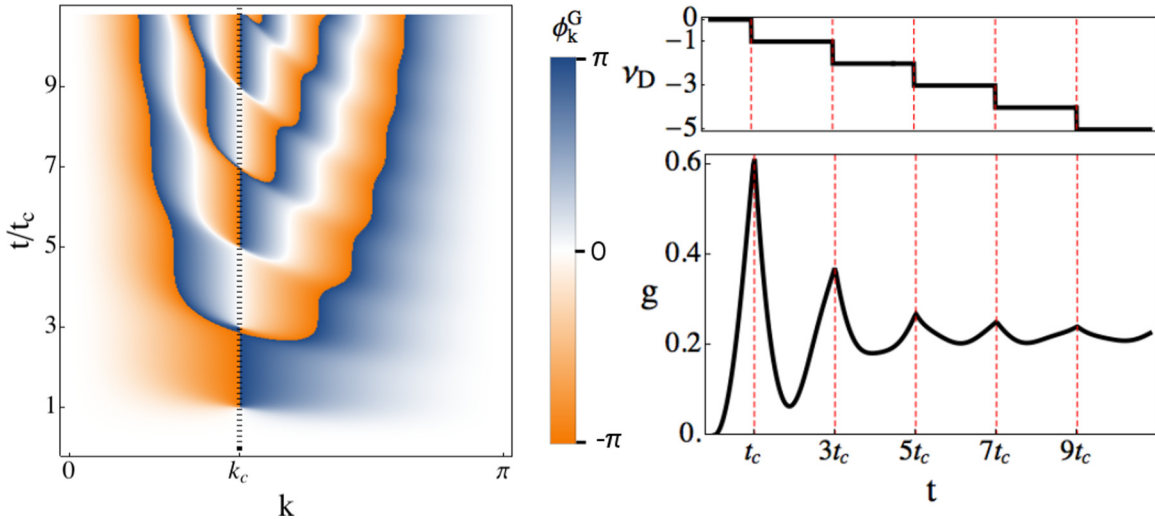 9
7
5
3
1
t/t_c
0
k_c
π
k
ϕ_k^G
π
0
-π
0
-1
-3
-5
ν_D
0.6
0.4
0.2
0.
g
t_c
3t_c
5t_c
7t_c
9t_c
t